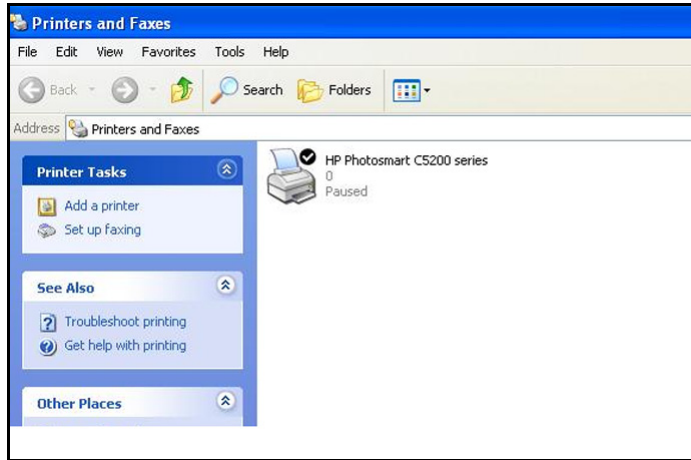 Printers and Faxes
File Edit View Favorites Tools Help
Back Search Folders
Address Printers and Faxes
Printer Tasks
Add a printer
Set up faxing
See Also
Troubleshoot printing
Get help with printing
Other Places
HP Photosmart C5200 series
0
Paused